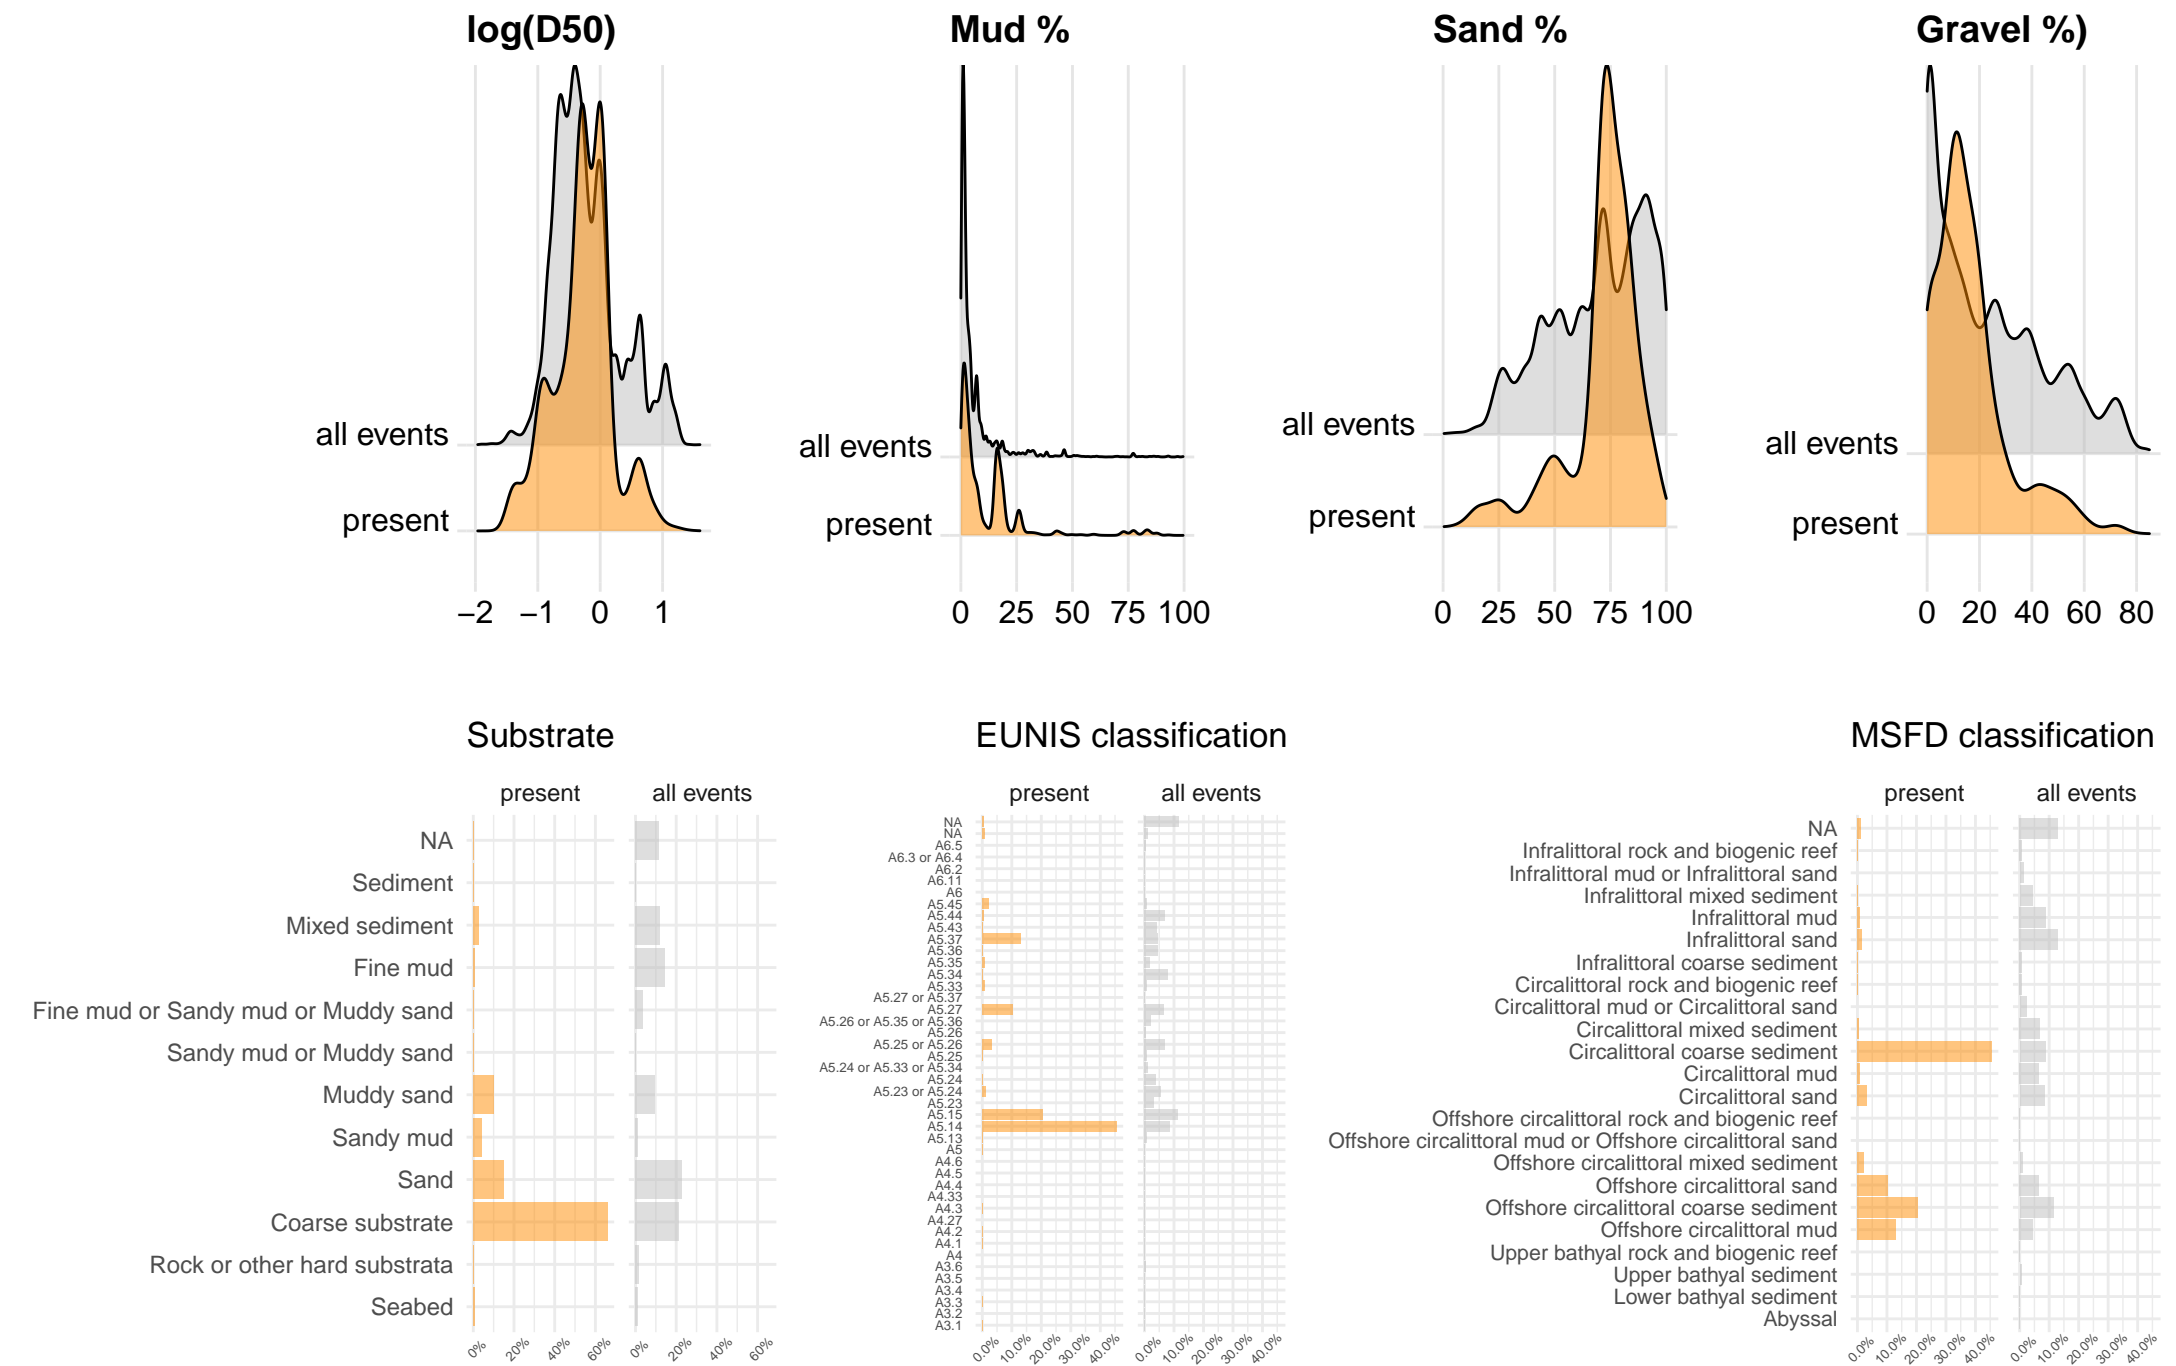 log(D50)
Mud %
Sand %
Gravel %)
all events
present
−2 −1 0 1
all events
present
0 25 50 75 100
all events
present
0 25 50 75 100
all events
present
0 20 40 60 80
Substrate
present all events
NA
Sediment
Mixed sediment
Fine mud
Fine mud or Sandy mud or Muddy sand
Sandy mud or Muddy sand
Muddy sand
Sandy mud
Sand
Coarse substrate
Rock or other hard substrata
Seabed
0% 20% 40% 60% 0% 20% 40% 60%
EUNIS classification
present all events
NA
NA
A6.5
A6.3 or A6.4
A6.2
A6.11
A6
A5.45
A5.44
A5.43
A5.37
A5.36
A5.35
A5.34
A5.33
A5.27 or A5.37
A5.27
A5.26 or A5.35 or A5.36
A5.26
A5.25 or A5.26
A5.25
A5.24 or A5.33 or A5.34
A5.24
A5.23 or A5.24
A5.23
A5.15
A5.14
A5.13
A5
A4.6
A4.5
A4.4
A4.33
A4.3
A4.27
A4.2
A4.1
A4
A3.6
A3.5
A3.4
A3.3
A3.2
A3.1
0.0% 10.0% 20.0% 30.0% 40.0% 0.0% 10.0% 20.0% 30.0% 40.0%
MSFD classification
present all events
NA
Infralittoral rock and biogenic reef
Infralittoral mud or Infralittoral sand
Infralittoral mixed sediment
Infralittoral mud
Infralittoral sand
Infralittoral coarse sediment
Circalittoral rock and biogenic reef
Circalittoral mud or Circalittoral sand
Circalittoral mixed sediment
Circalittoral coarse sediment
Circalittoral mud
Circalittoral sand
Offshore circalittoral rock and biogenic reef
Offshore circalittoral mud or Offshore circalittoral sand
Offshore circalittoral mixed sediment
Offshore circalittoral sand
Offshore circalittoral coarse sediment
Offshore circalittoral mud
Upper bathyal rock and biogenic reef
Upper bathyal sediment
Lower bathyal sediment
Abyssal
0.0% 10.0% 20.0% 30.0% 40.0% 0.0% 10.0% 20.0% 30.0% 40.0%